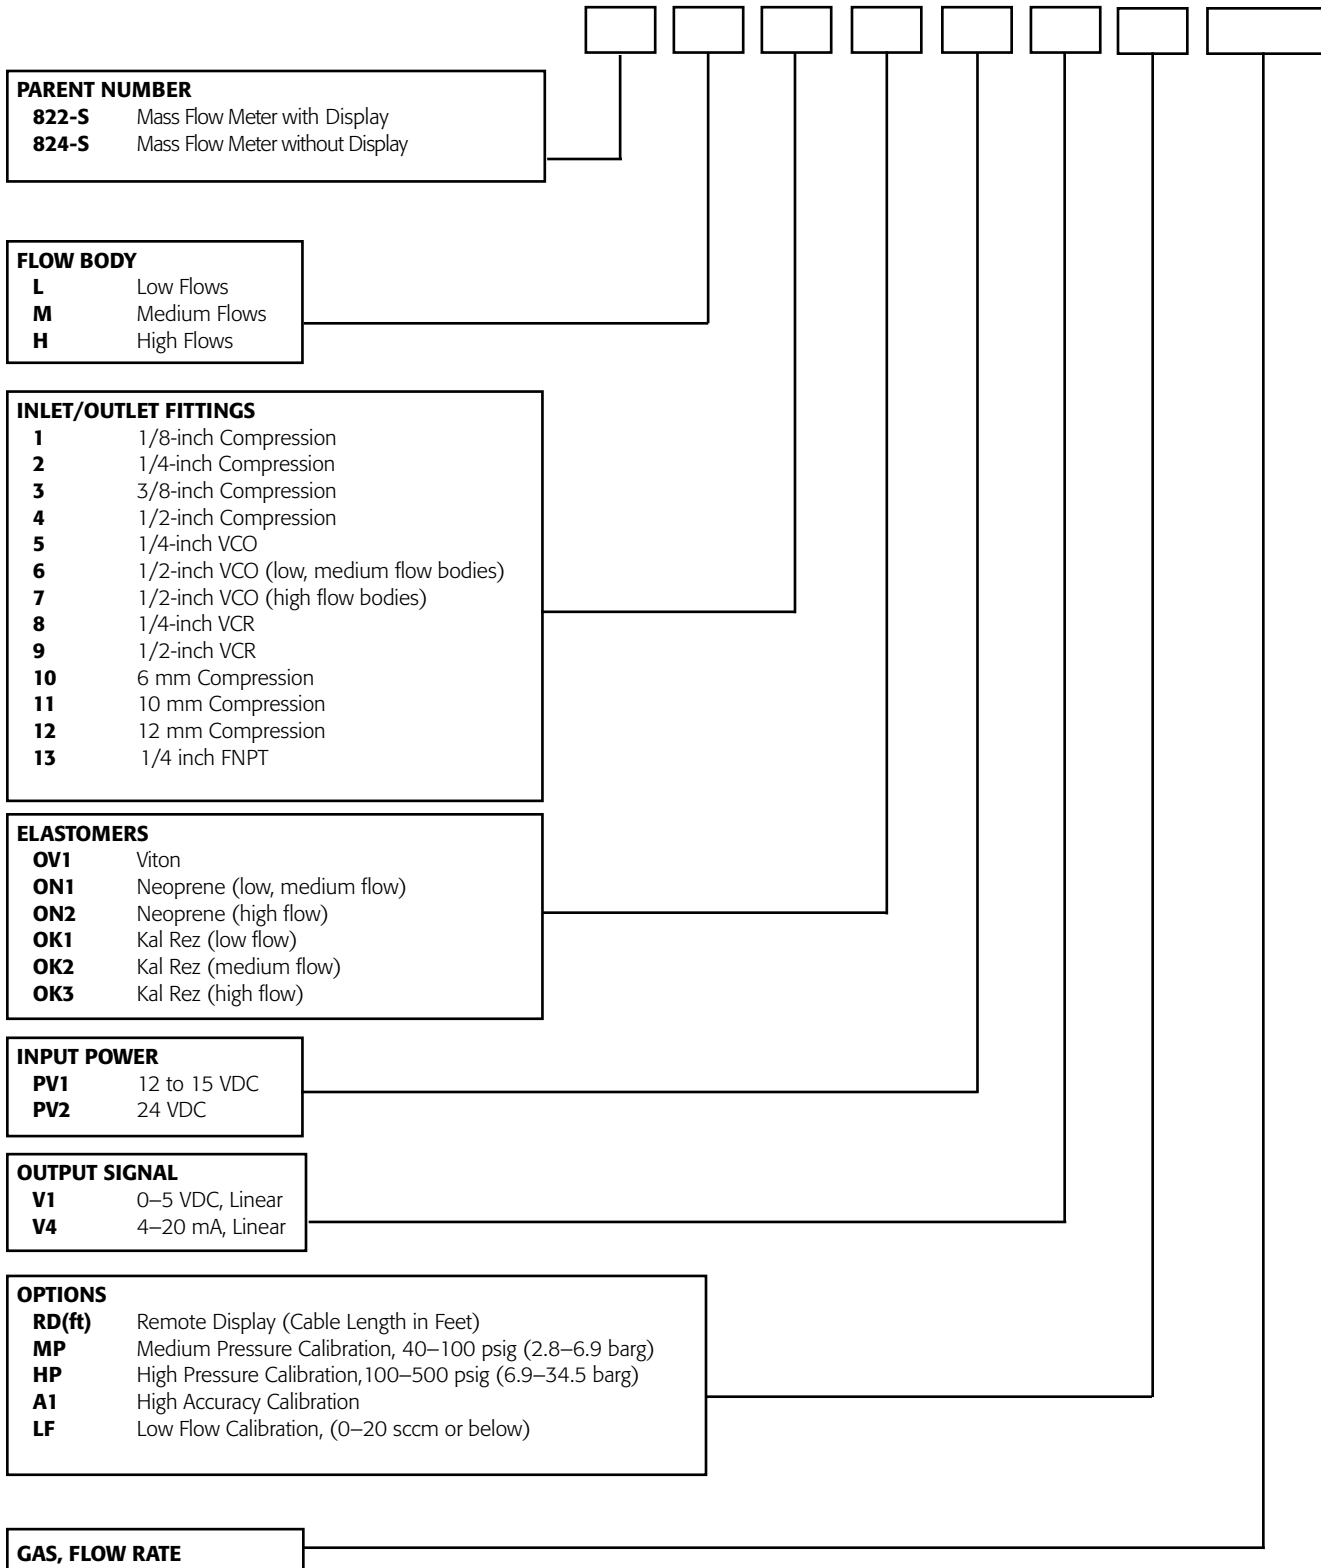 PARENT NUMBER
822-S Mass Flow Meter with Display
824-S Mass Flow Meter without Display
FLOW BODY
L Low Flows
M Medium Flows
H High Flows
INLET/OUTLET FITTINGS
1 1/8-inch Compression
2 1/4-inch Compression
3 3/8-inch Compression
4 1/2-inch Compression
5 1/4-inch VCO
6 1/2-inch VCO (low, medium flow bodies)
7 1/2-inch VCO (high flow bodies)
8 1/4-inch VCR
9 1/2-inch VCR
10 6 mm Compression
11 10 mm Compression
12 12 mm Compression
13 1/4 inch FNPT
ELASTOMERS
OV1 Viton
ON1 Neoprene (low, medium flow)
ON2 Neoprene (high flow)
OK1 Kal Rez (low flow)
OK2 Kal Rez (medium flow)
OK3 Kal Rez (high flow)
INPUT POWER
PV1 12 to 15 VDC
PV2 24 VDC
OUTPUT SIGNAL
V1 0–5 VDC, Linear
V4 4–20 mA, Linear
OPTIONS
RD(ft) Remote Display (Cable Length in Feet)
MP Medium Pressure Calibration, 40–100 psig (2.8–6.9 barg)
HP High Pressure Calibration,100–500 psig (6.9–34.5 barg)
A1 High Accuracy Calibration
LF Low Flow Calibration, (0–20 sccm or below)
GAS, FLOW RATE